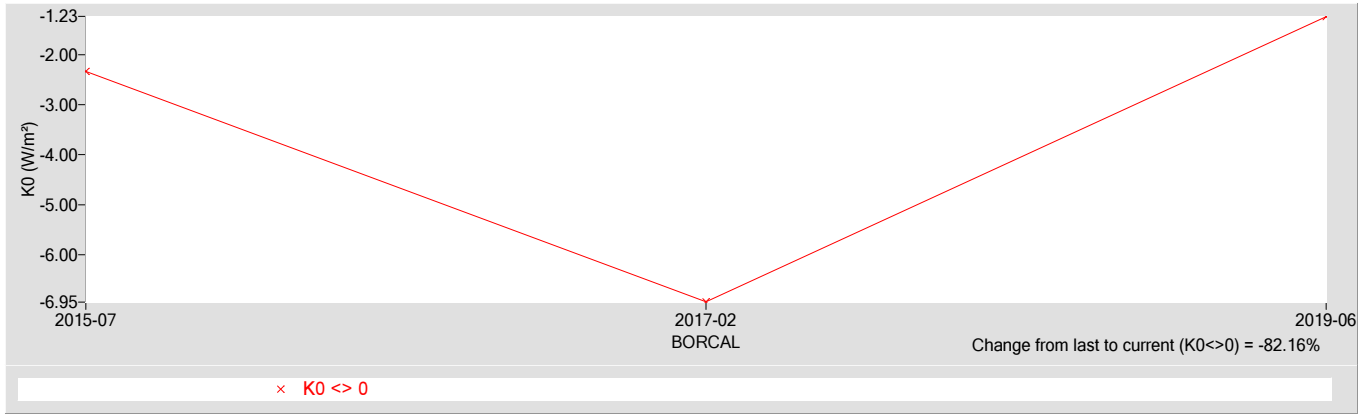 -1.23
-2.00
-3.00
-4.00
-5.00
-6.00
-6.95
K0 (W/m²)
2015-07 2017-02 2019-06
BORCAL
Change from last to current (K0<>0) = -82.16%
× K0 <> 0